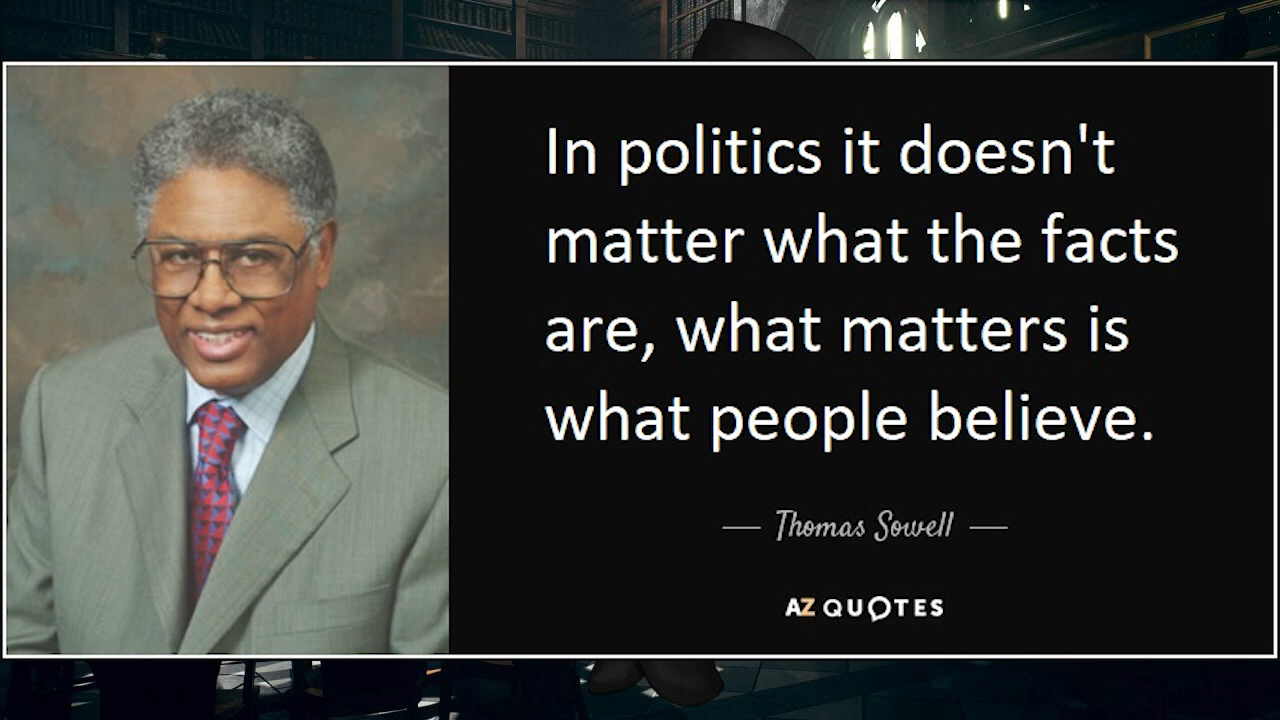 In politics it doesn't
matter what the facts
are, what matters is
what people believe.
Thomas Sowell
AZ QUOTES